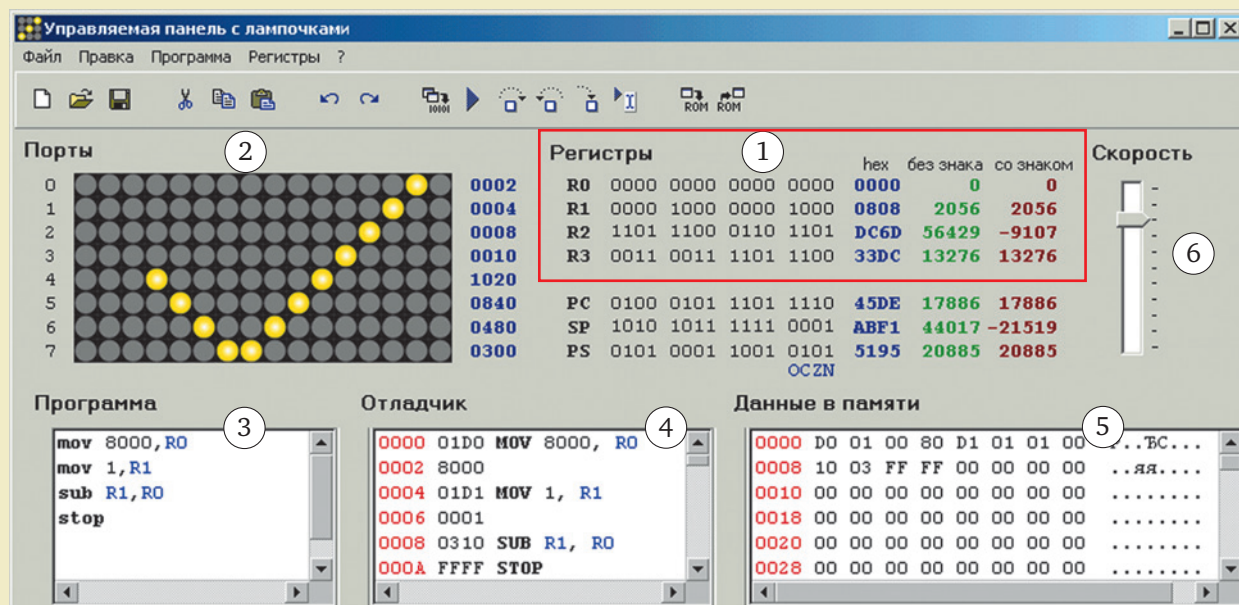 Управляемая панель с лампочками
Файл Правка Программа Регистры ?
10101 ROM ROM
Порты 2 Регистры 1 hex без знака со знаком Скорость
0 0002 R0 0000 0000 0000 0000 0000 0 0
1 0004 R1 0000 1000 0000 1000 0808 2056 2056
2 0008 R2 1101 1100 0110 1101 DC6D 56429 -9107
3 0010 R3 0011 0011 1101 1100 33DC 13276 13276
6
4 1020
5 0840 PC 0100 0101 1101 1110 45DE 17886 17886
6 0480 SP 1010 1011 1111 0001 ABF1 44017 -21519
7 0300 PS 0101 0001 1001 0101 5195 20885 20885
OCZN
Программа
3
mov 8000,R0
mov 1,R1
sub R1,R0
stop
Отладчик
4
0000 01D0 MOV 8000, R0
0002 8000
0004 01D1 MOV 1, R1
0006 0001
0008 0310 SUB R1, R0
000A FFFF STOP
Данные в памяти
5
0000 D0 01 00 80 D1 01 01 00 ..ЂС...
0008 10 03 FF FF 00 00 00 00 ..яя....
0010 00 00 00 00 00 00 00 00 ........
0018 00 00 00 00 00 00 00 00 ........
0020 00 00 00 00 00 00 00 00 ........
0028 00 00 00 00 00 00 00 00 ........